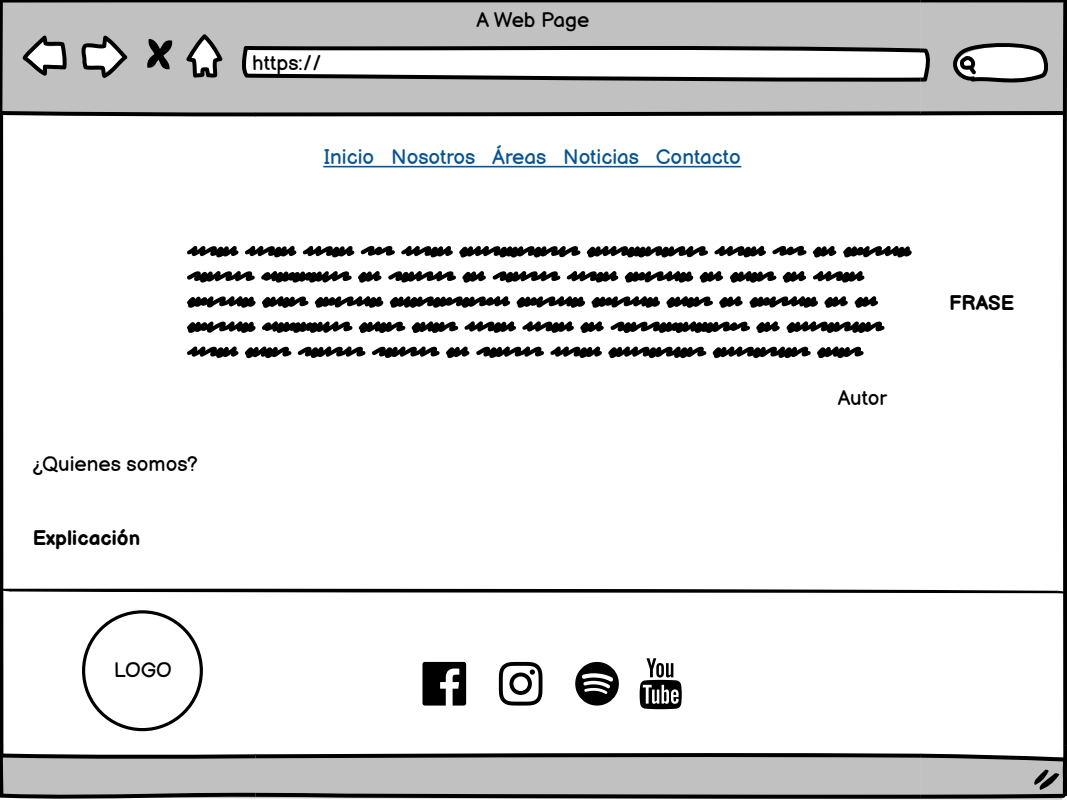 A Web Page
https://
Inicio Nosotros Áreas Noticias Contacto
FRASE
Autor
¿Quienes somos?
Explicación
LOGO
You
Tube